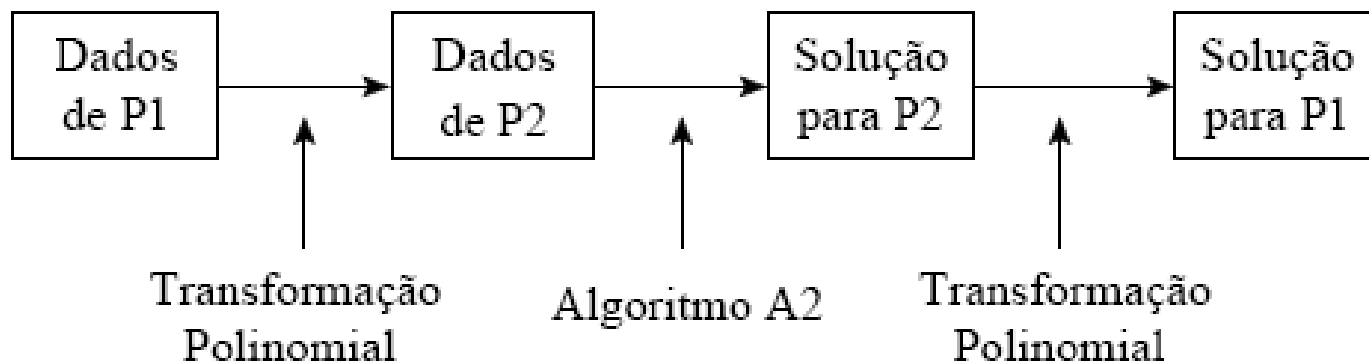 Dados
de P1
Dados
de P2
Solução
para P2
Solução
para P1
Transformação
Polinomial
Algoritmo A2
Transformação
Polinomial